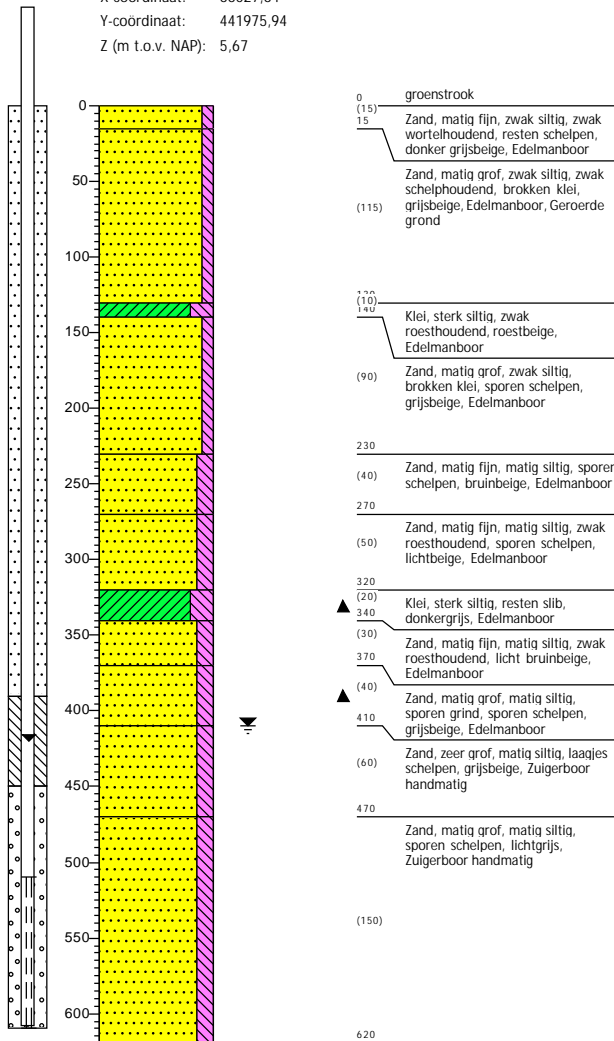 Y-coördinaat: 441975,94
Z (m t.o.v. NAP): 5,67
0
50
100
150
200
250
300
350
400
450
500
550
600
0
groenstrook
(15)
15
Zand, matig fijn, zwak siltig, zwak
wortelhoudend, resten schelpen,
donker grijsbeige, Edelmanboor
Zand, matig grof, zwak siltig, zwak
schelphoudend, brokken klei,
grijsbeige, Edelmanboor, Geroerde
grond
(115)
130
(10)
140
Klei, sterk siltig, zwak
roesthoudend, roestbeige,
Edelmanboor
Zand, matig grof, zwak siltig,
brokken klei, sporen schelpen,
grijsbeige, Edelmanboor
(90)
230
Zand, matig fijn, matig siltig, sporen
schelpen, bruinbeige, Edelmanboor
(40)
270
Zand, matig fijn, matig siltig, zwak
roesthoudend, sporen schelpen,
lichtbeige, Edelmanboor
(50)
320
(20)
340
Klei, sterk siltig, resten slib,
donkergrijs, Edelmanboor
(30)
Zand, matig fijn, matig siltig, zwak
roesthoudend, licht bruinbeige,
Edelmanboor
370
(40)
Zand, matig grof, matig siltig,
sporen grind, sporen schelpen,
grijsbeige, Edelmanboor
410
Zand, zeer grof, matig siltig, laagjes
schelpen, grijsbeige, Zuigerboor
handmatig
(60)
470
Zand, matig grof, matig siltig,
sporen schelpen, lichtgrijs,
Zuigerboor handmatig
(150)
620